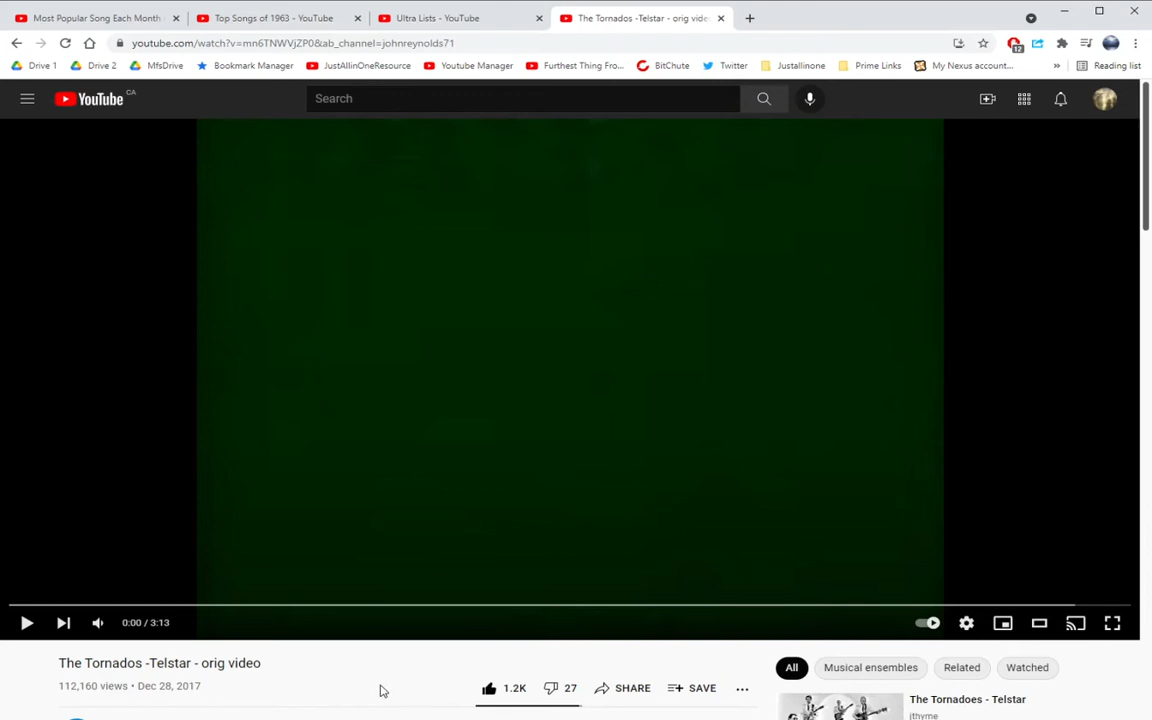 Most Popular Song Each Month
Top Songs of 1963 - YouTube
Ultra Lists - YouTube
The Tornados -Telstar - orig vide
youtube.com/watch?v=mn6TNWVjZP0&ab_channel=johnreynolds71
12
Drive 1
Drive 2
MfsDrive
Bookmark Manager
JustAllinOneResource
Youtube Manager
Furthest Thing Fro...
BitChute
Twitter
Justallinone
Prime Links
My Nexus account...
»
Reading list
YouTube CA
Search
0:00 / 3:13
The Tornados -Telstar - orig video
112,160 views • Dec 28, 2017
1.2K
27
SHARE
SAVE
All
Musical ensembles
Related
Watched
The Tornadoes - Telstar
jthyme